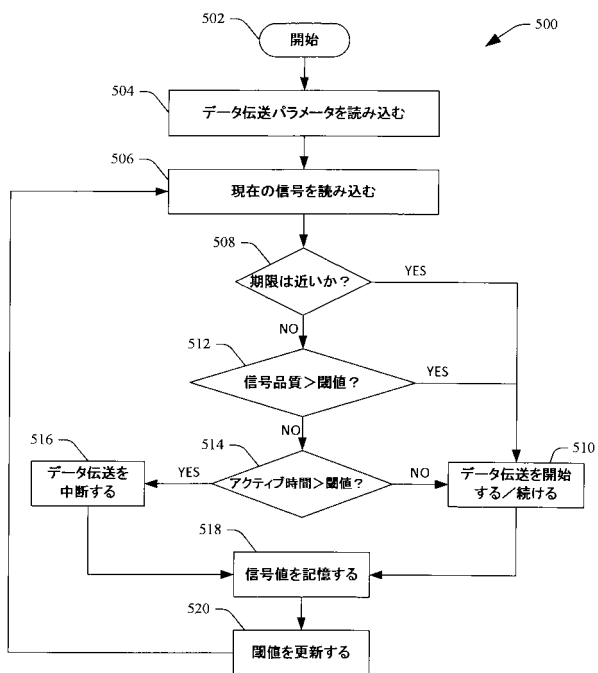 502
開始
500
504
データ伝送パラメータを読み込む
506
現在の信号を読み込む
508
期限は近いか？
YES
NO
512
信号品質＞閾値？
YES
NO
516
データ伝送を
中断する
YES
514
アクティブ時間＞閾値？
NO
510
データ伝送を開始
する／続ける
518
信号値を記憶する
520
閾値を更新する